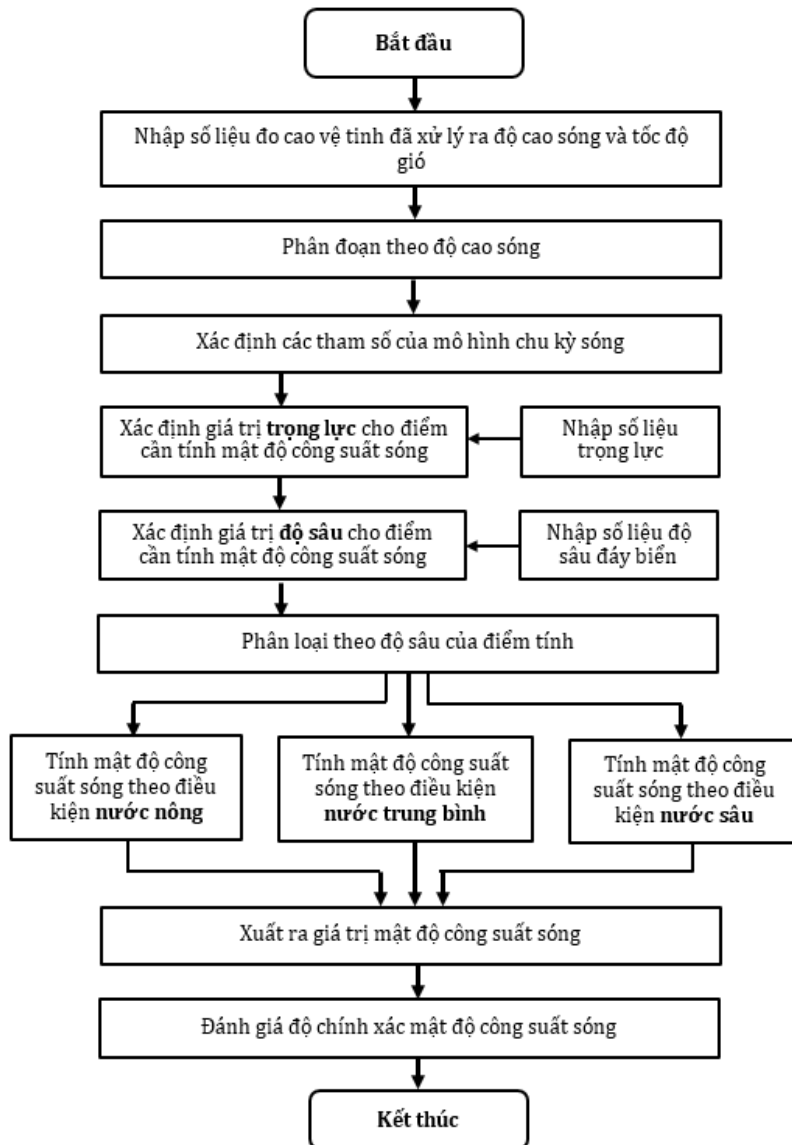 Bắt đầu
Nhập số liệu đo cao vệ tinh đã xử lý ra độ cao sóng và tốc độ
gió
Phân đoạn theo độ cao sóng
Xác định các tham số của mô hình chu kỳ sóng
Xác định giá trị trọng lực cho điểm
cần tính mật độ công suất sóng
Nhập số liệu
trọng lực
Xác định giá trị độ sâu cho điểm
cần tính mật độ công suất sóng
Nhập số liệu độ
sâu đáy biển
Phân loại theo độ sâu của điểm tính
Tính mật độ công
suất sóng theo điều
kiện nước nông
Tính mật độ công suất
sóng theo điều kiện
nước trung bình
Tính mật độ công
suất sóng theo điều
kiện nước sâu
Xuất ra giá trị mật độ công suất sóng
Đánh giá độ chính xác mật độ công suất sóng
Kết thúc